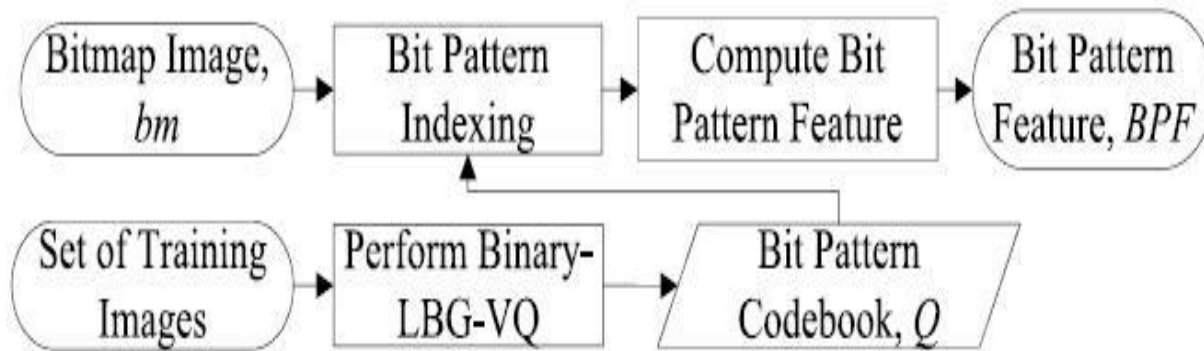 Bitmap Image,
bm
Bit Pattern
Indexing
Compute Bit
Pattern Feature
Bit Pattern
Feature, BPF
Set of Training
Images
Perform Binary-
LBG-VQ
Bit Pattern
Codebook, Q